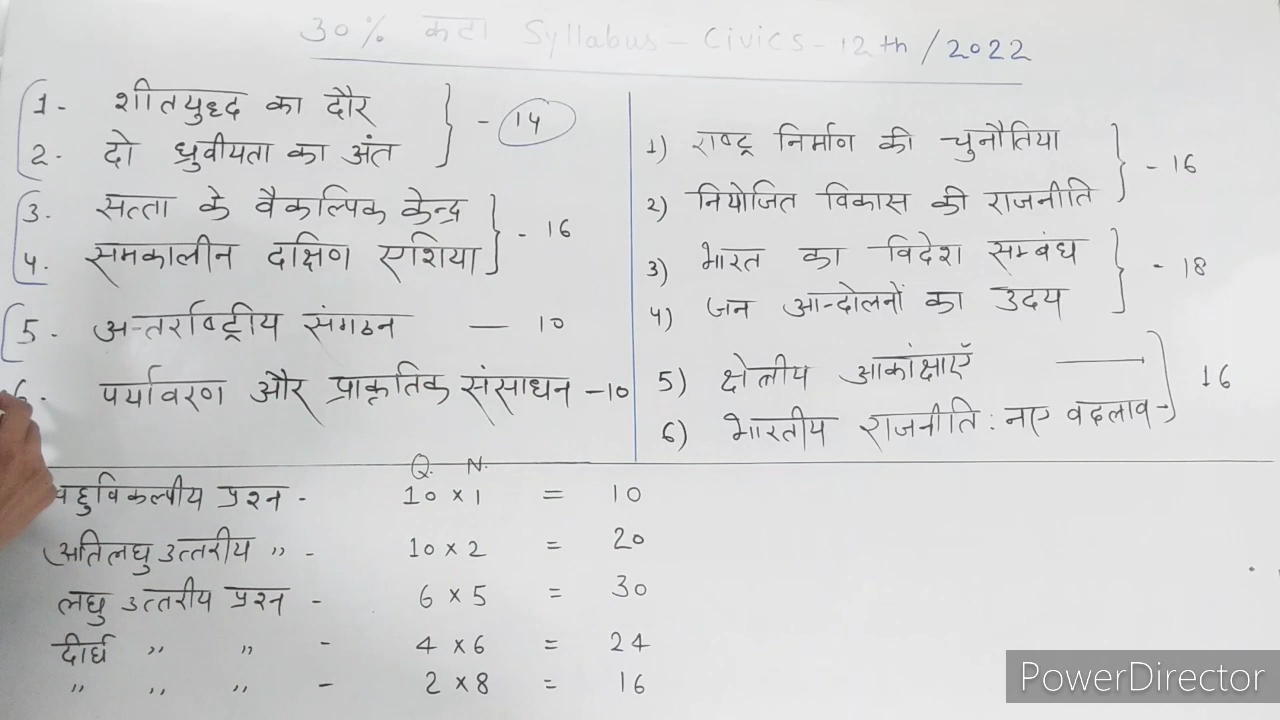 30% कटा Syllabus - Civics - 12th / 2022
1. शीतयुद्द का दौर
2. दो ध्रुवीयता का अंत
- 14
3. सत्ता के वैकल्पिक केन्द्र
4. समकालीन दक्षिण एशिया
- 16
5. अन्तर्राष्ट्रीय संगठन — 10
6. पर्यावरण और प्राकृतिक संसाधन - 10
1) राष्ट्र निर्माण की चुनौतिया
2) नियोजित विकास की राजनीति
- 16
3) भारत का विदेश सम्बंध
4) जन आन्दोलनों का उदय
- 18
5) क्षेत्रीय आकांक्षाएँ
6) भारतीय राजनीति : नए वदलाव -
16
Q. N.
वहुविकल्पीय प्रश्न - 10 × 1 = 10
अतिलघु उत्तरीय " - 10 × 2 = 20
लघु उत्तरीय प्रश्न - 6 × 5 = 30
दीर्घ " " - 4 × 6 = 24
" " " - 2 × 8 = 16
PowerDirector